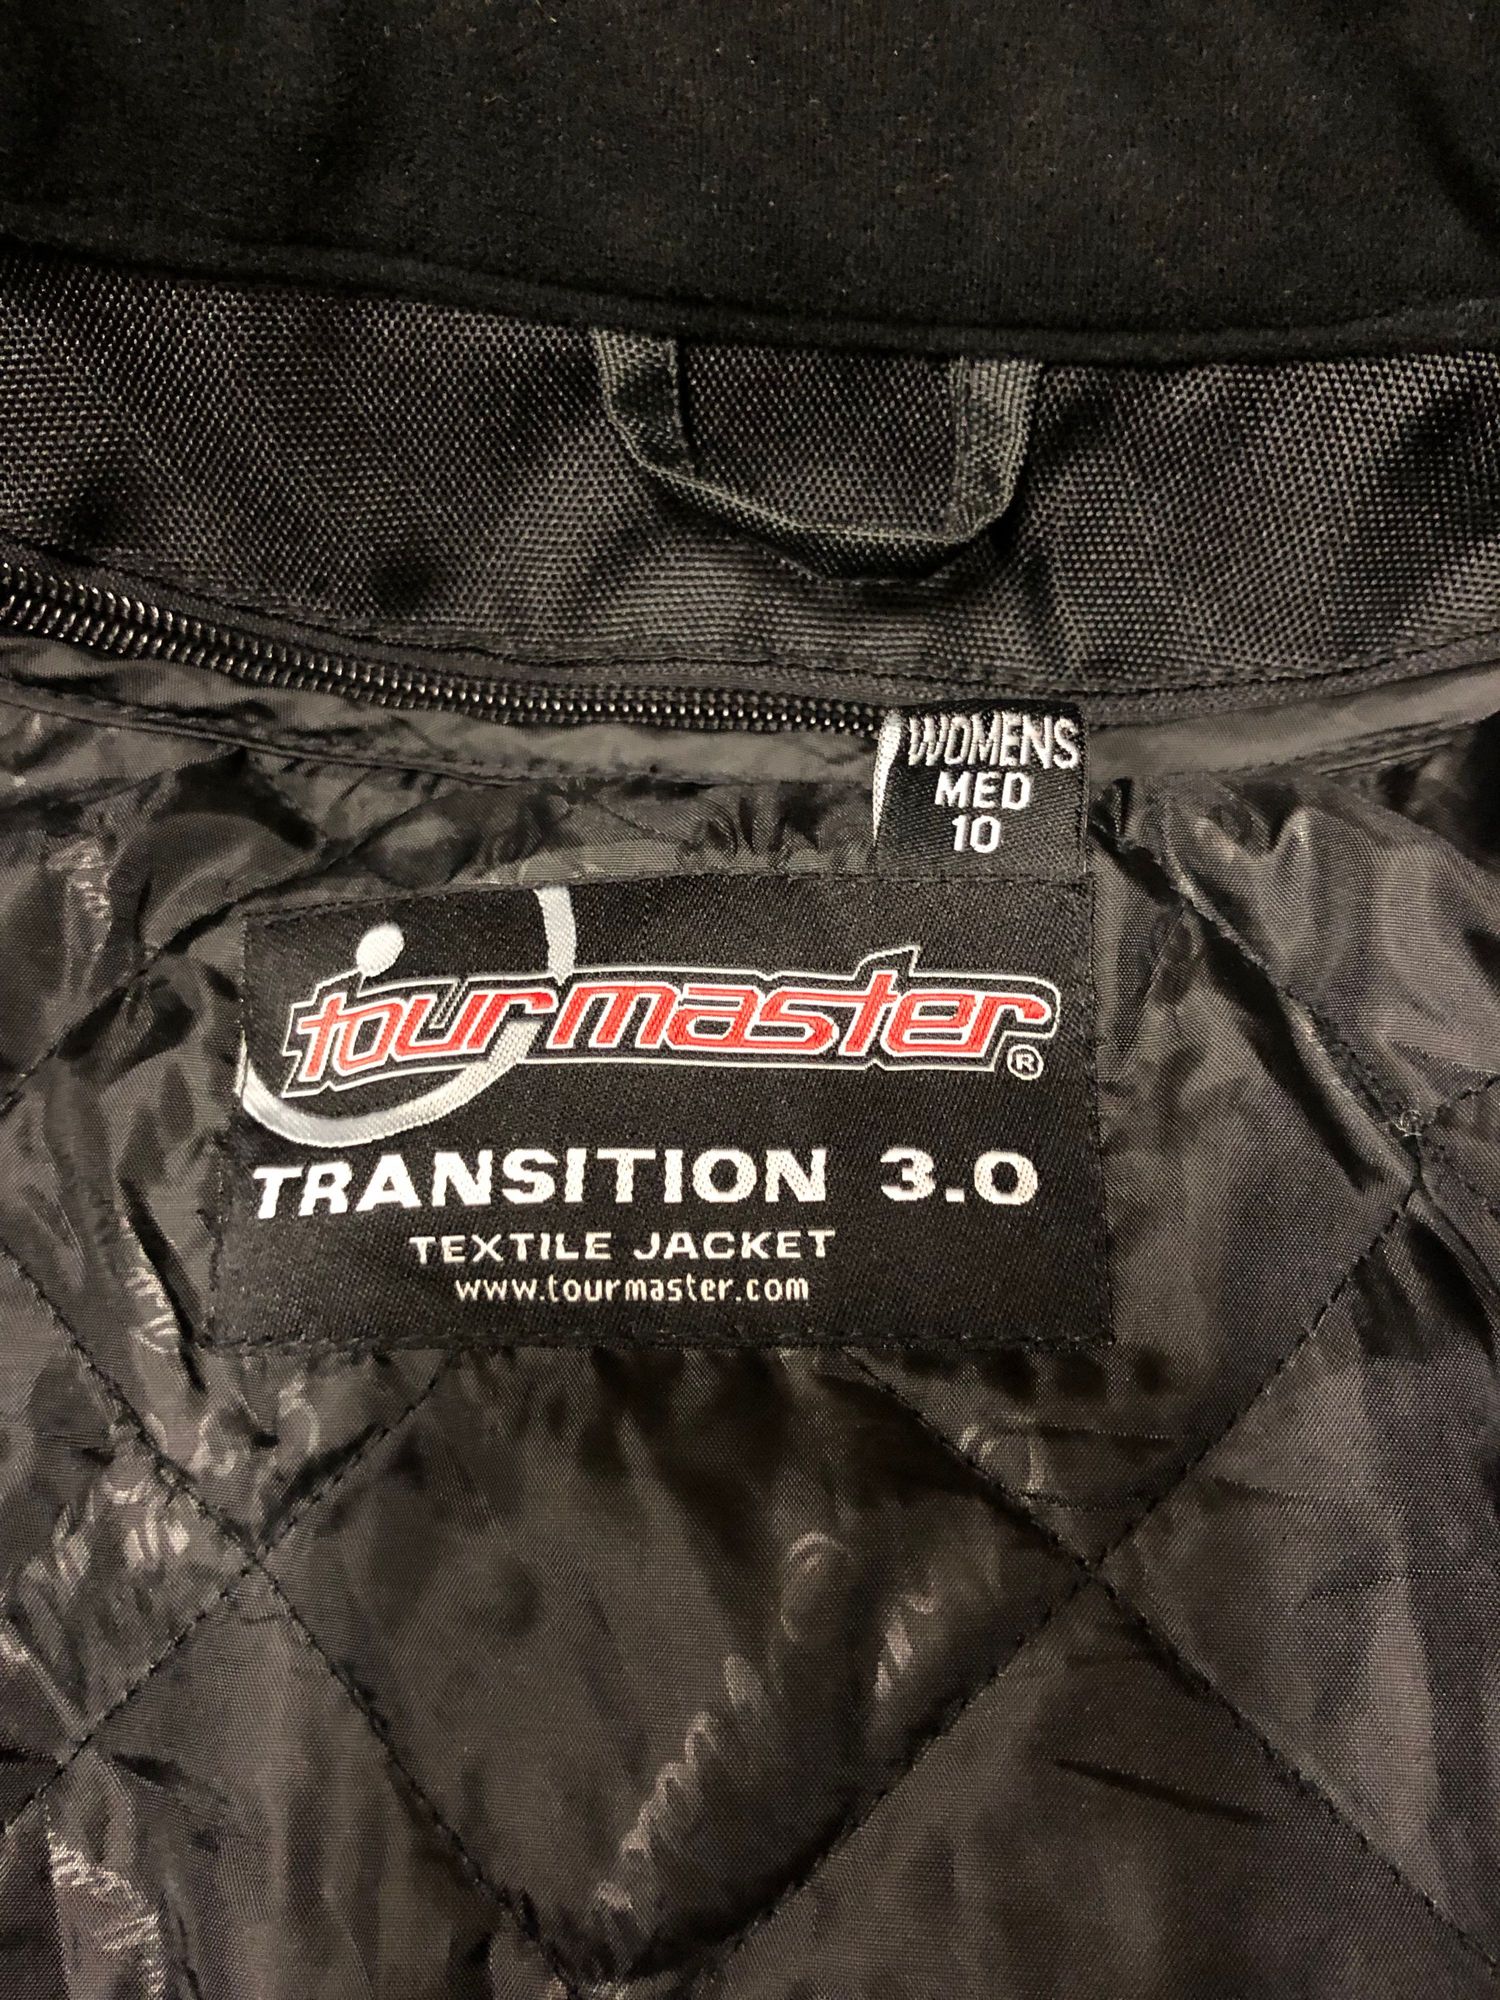 WOMENS
MED
10
tourmaster®
TRANSITION 3.0
TEXTILE JACKET
www.tourmaster.com